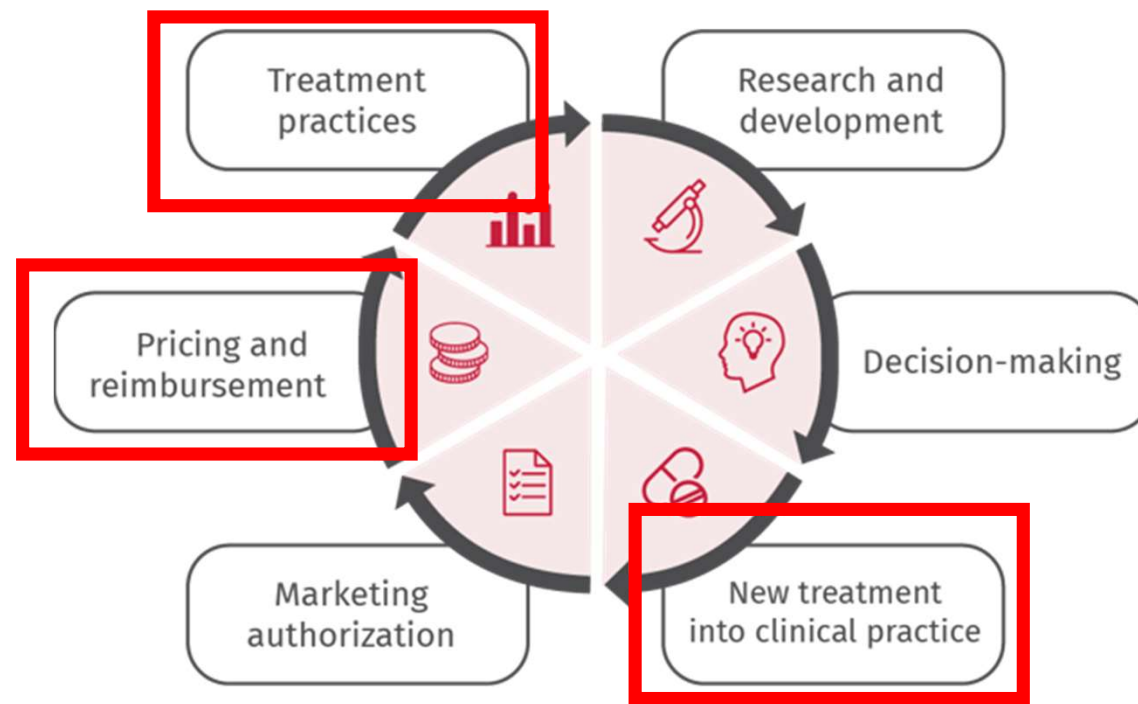 Treatment
practices
Research and
development
Pricing and
reimbursement
Decision-making
Marketing
authorization
New treatment
into clinical practice